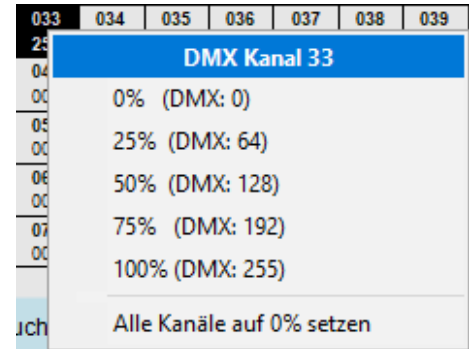 033 034 035 036 037 038 039
DMX Kanal 33
0% (DMX: 0)
25% (DMX: 64)
50% (DMX: 128)
75% (DMX: 192)
100% (DMX: 255)
Alle Kanäle auf 0% setzen